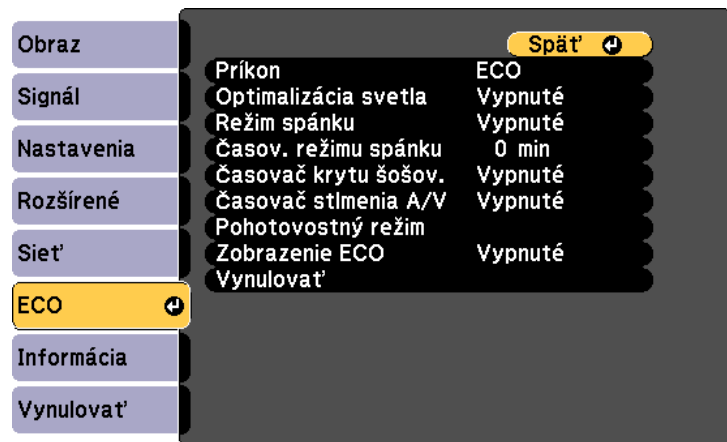 Obraz
Signál
Nastavenia
Rozšírené
Sieť
ECO
Informácia
Vynulovať
Späť
Príkon ECO
Optimalizácia svetla Vypnuté
Režim spánku Vypnuté
Časov. režimu spánku 0 min
Časovač krytu šošov. Vypnuté
Časovač stlmenia A/V Vypnuté
Pohotovostný režim
Zobrazenie ECO Vypnuté
Vynulovať